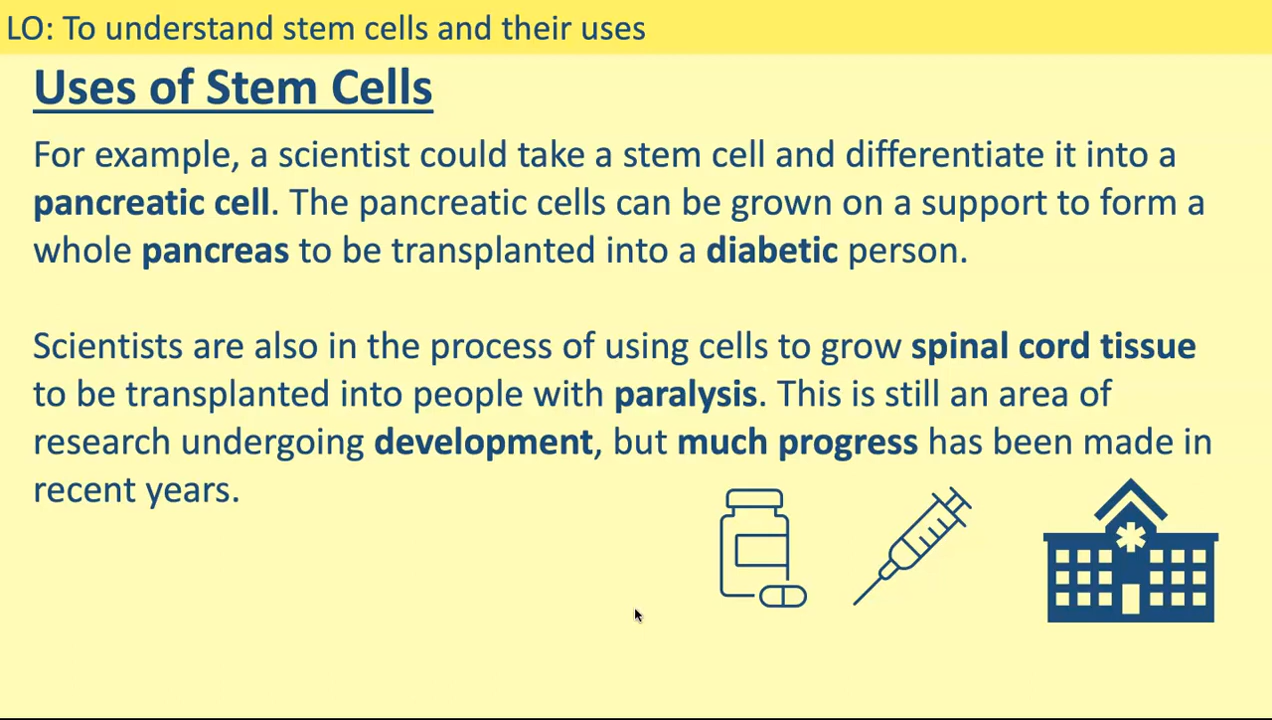 LO: To understand stem cells and their uses
Uses of Stem Cells
For example, a scientist could take a stem cell and differentiate it into a
pancreatic cell. The pancreatic cells can be grown on a support to form a
whole pancreas to be transplanted into a diabetic person.
Scientists are also in the process of using cells to grow spinal cord tissue
to be transplanted into people with paralysis. This is still an area of
research undergoing development, but much progress has been made in
recent years.